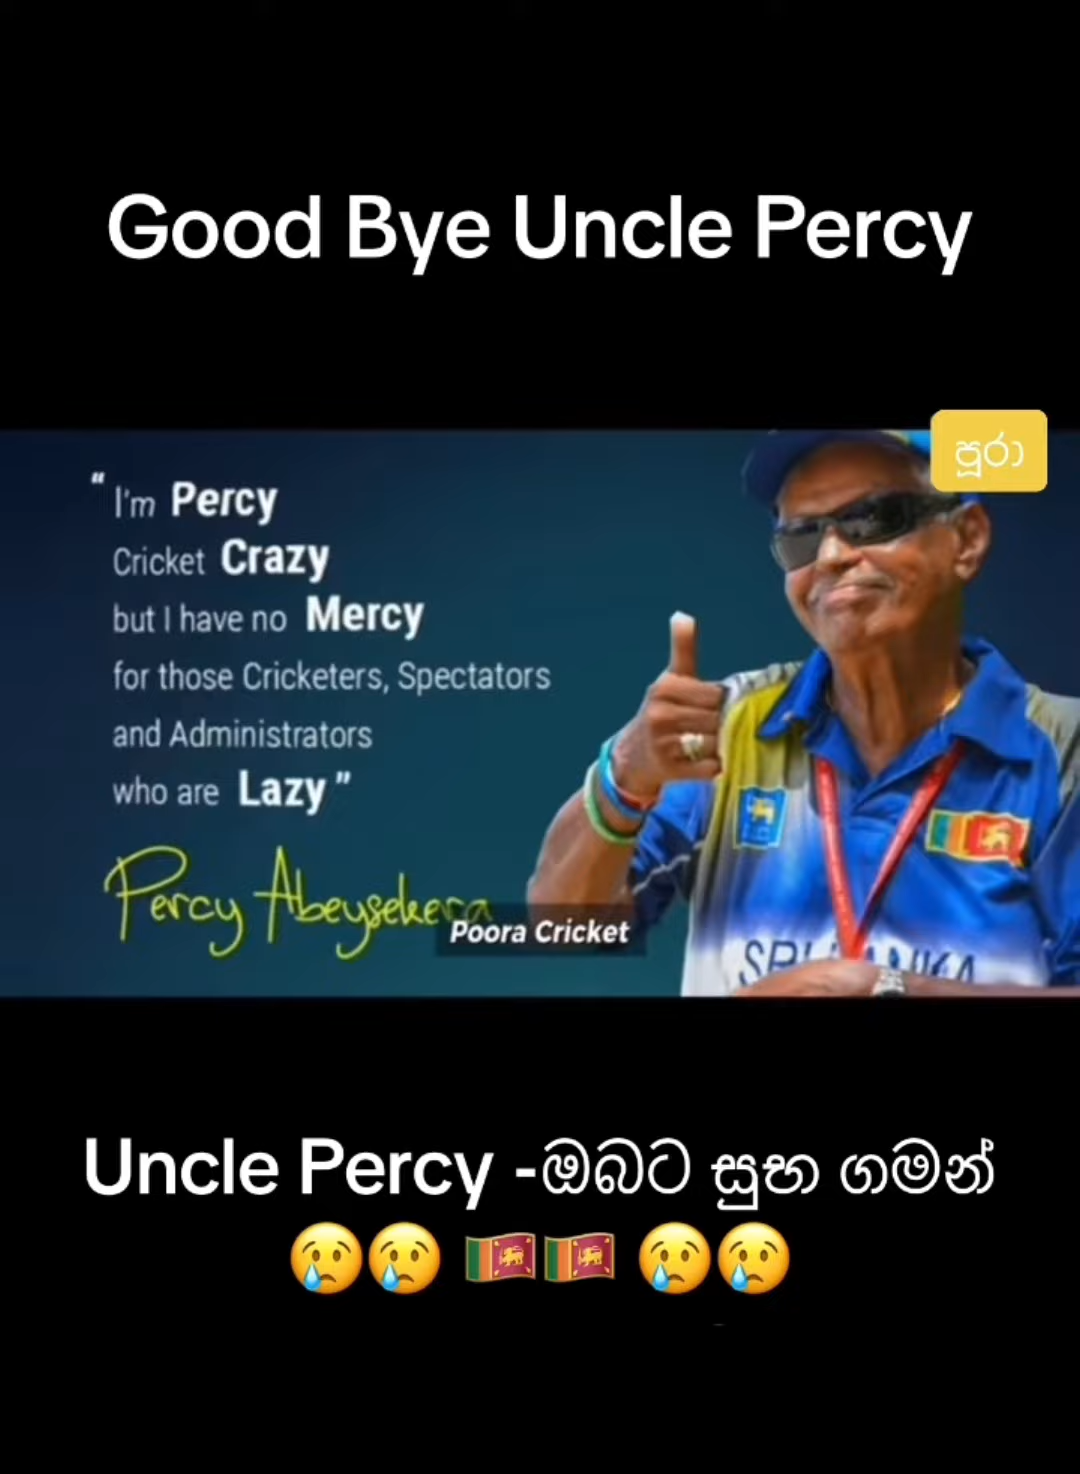 Good Bye Uncle Percy
පූරා
“ I'm Percy
Cricket Crazy
but I have no Mercy
for those Cricketers, Spectators
and Administrators
who are Lazy ”
Percy Abeysekera
Poora Cricket
Uncle Percy -ඔබට සුභ ගමන්
😢😢 🇱🇰🇱🇰 😢😢